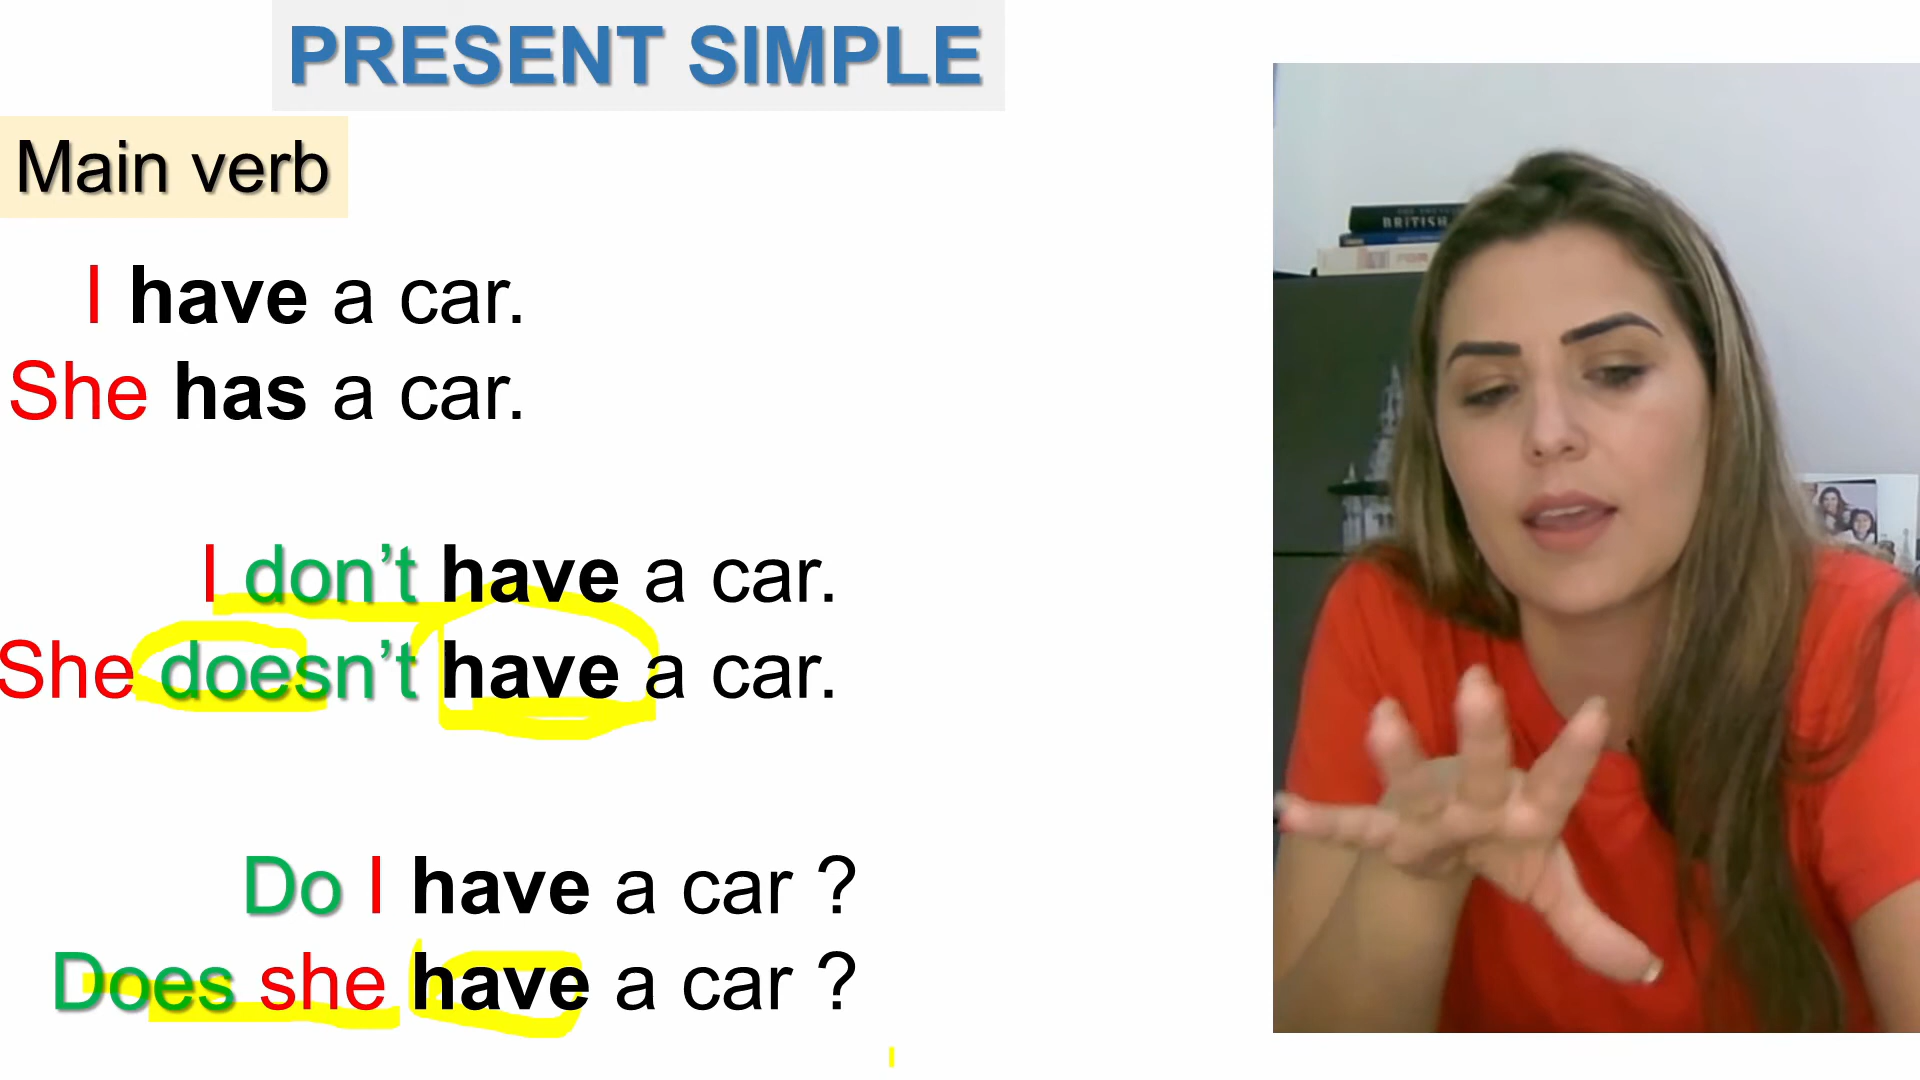 PRESENT SIMPLE
Main verb
I have a car.
She has a car.
I don't have a car.
She doesn't have a car.
Do I have a car ?
Does she have a car ?
BRITISH